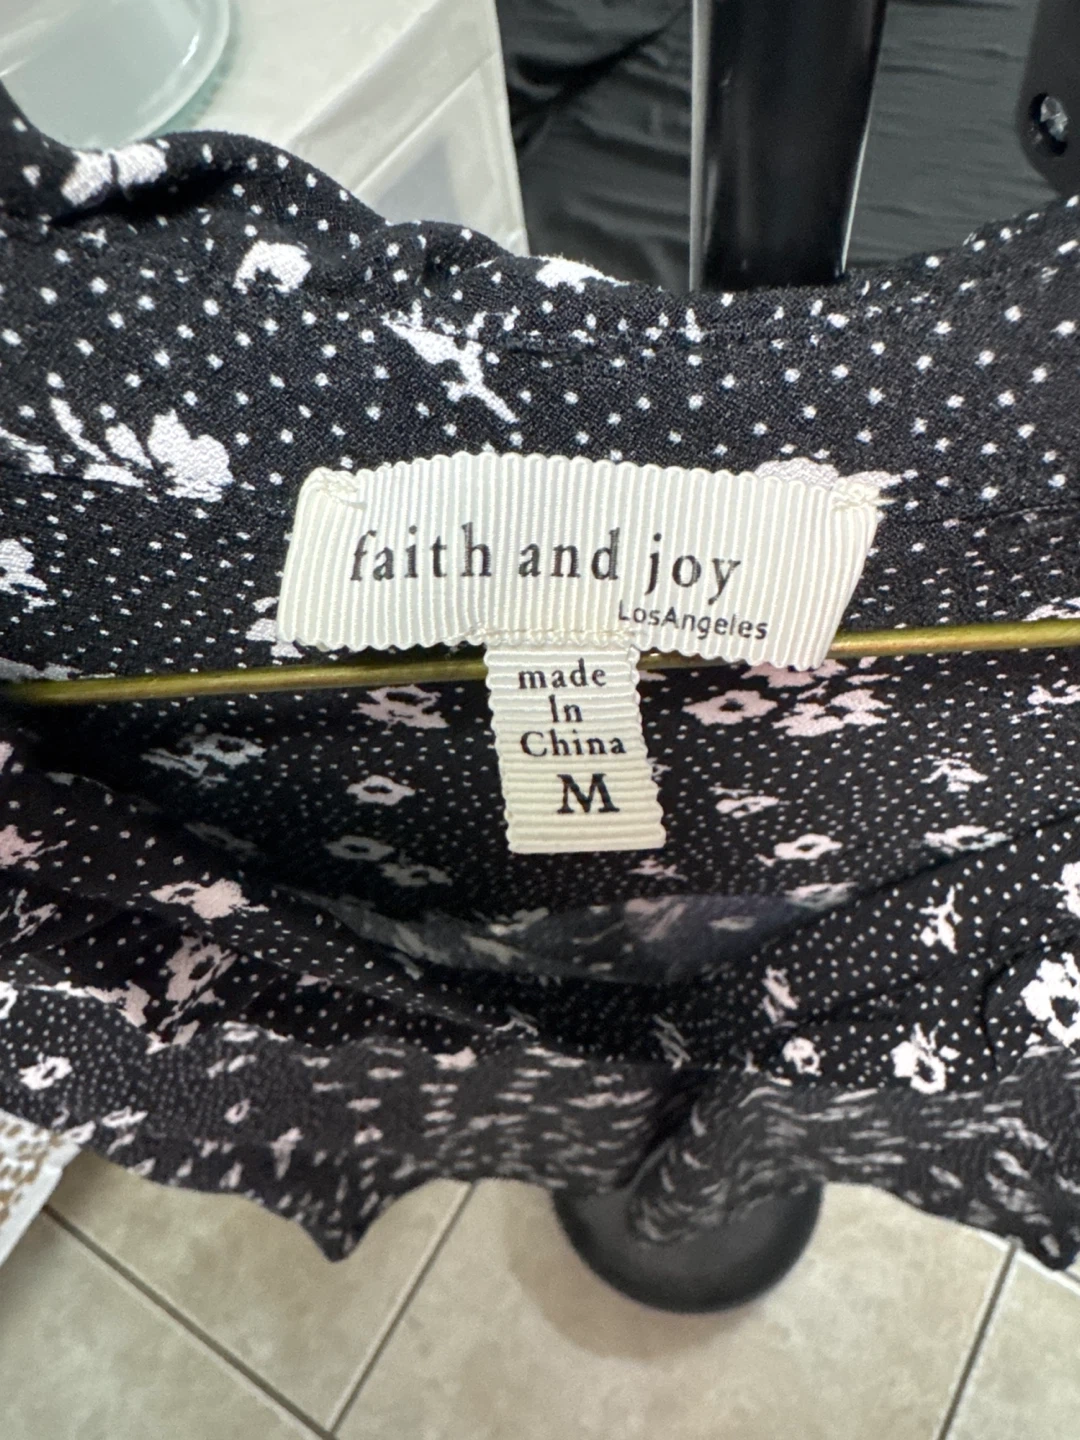 faith and joy
LosAngeles
made
In
China
M